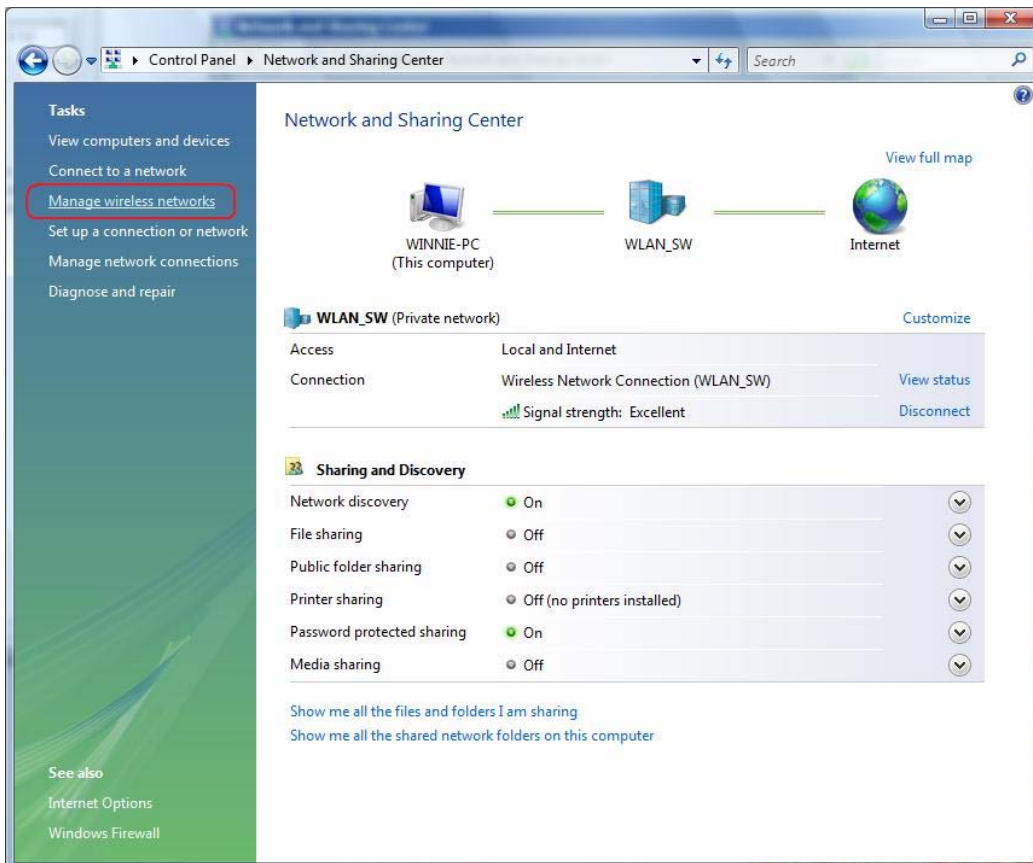 Control Panel Network and Sharing Center Search
Tasks
View computers and devices
Connect to a network
Manage wireless networks
Set up a connection or network
Manage network connections
Diagnose and repair
See also
Internet Options
Windows Firewall
Network and Sharing Center
View full map
WINNIE-PC
(This computer)
WLAN_SW
Internet
WLAN_SW (Private network) Customize
Access Local and Internet
Connection Wireless Network Connection (WLAN_SW) View status
Signal strength: Excellent Disconnect
Sharing and Discovery
Network discovery On
File sharing Off
Public folder sharing Off
Printer sharing Off (no printers installed)
Password protected sharing On
Media sharing Off
Show me all the files and folders I am sharing
Show me all the shared network folders on this computer